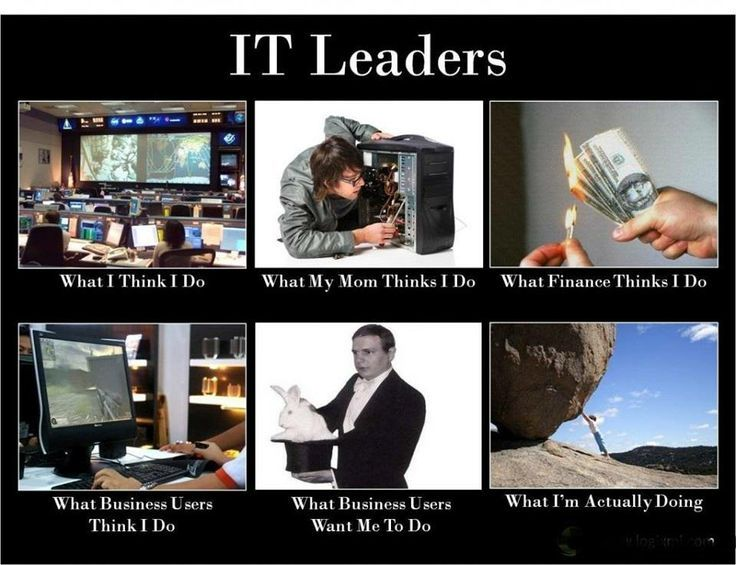 IT Leaders
What I Think I Do
What My Mom Thinks I Do
What Finance Thinks I Do
What Business Users
Think I Do
What Business Users
Want Me To Do
What I'm Actually Doing